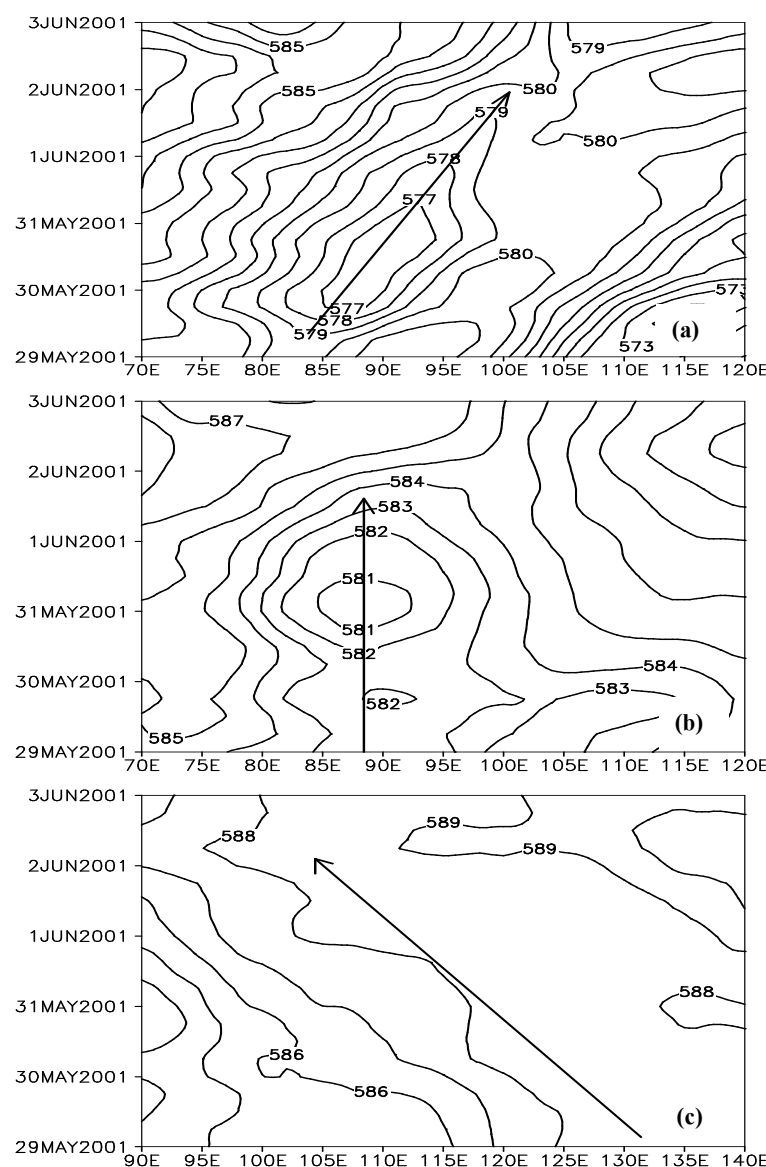 3JUN2001
585
579
2JUN2001
585
580
579
1JUN2001
580
578
577
31MAY2001
580
30MAY2001
573
577
578
579
(a)
573
29MAY2001
70E 75E 80E 85E 90E 95E 100E 105E 110E 115E 120E
3JUN2001
587
2JUN2001
584
583
1JUN2001
582
581
31MAY2001
581
582
584
30MAY2001
583
582
585
(b)
29MAY2001
70E 75E 80E 85E 90E 95E 100E 105E 110E 115E 120E
3JUN2001
589
588
589
2JUN2001
1JUN2001
588
31MAY2001
586
30MAY2001
586
(c)
29MAY2001
90E 95E 100E 105E 110E 115E 120E 125E 130E 135E 140E